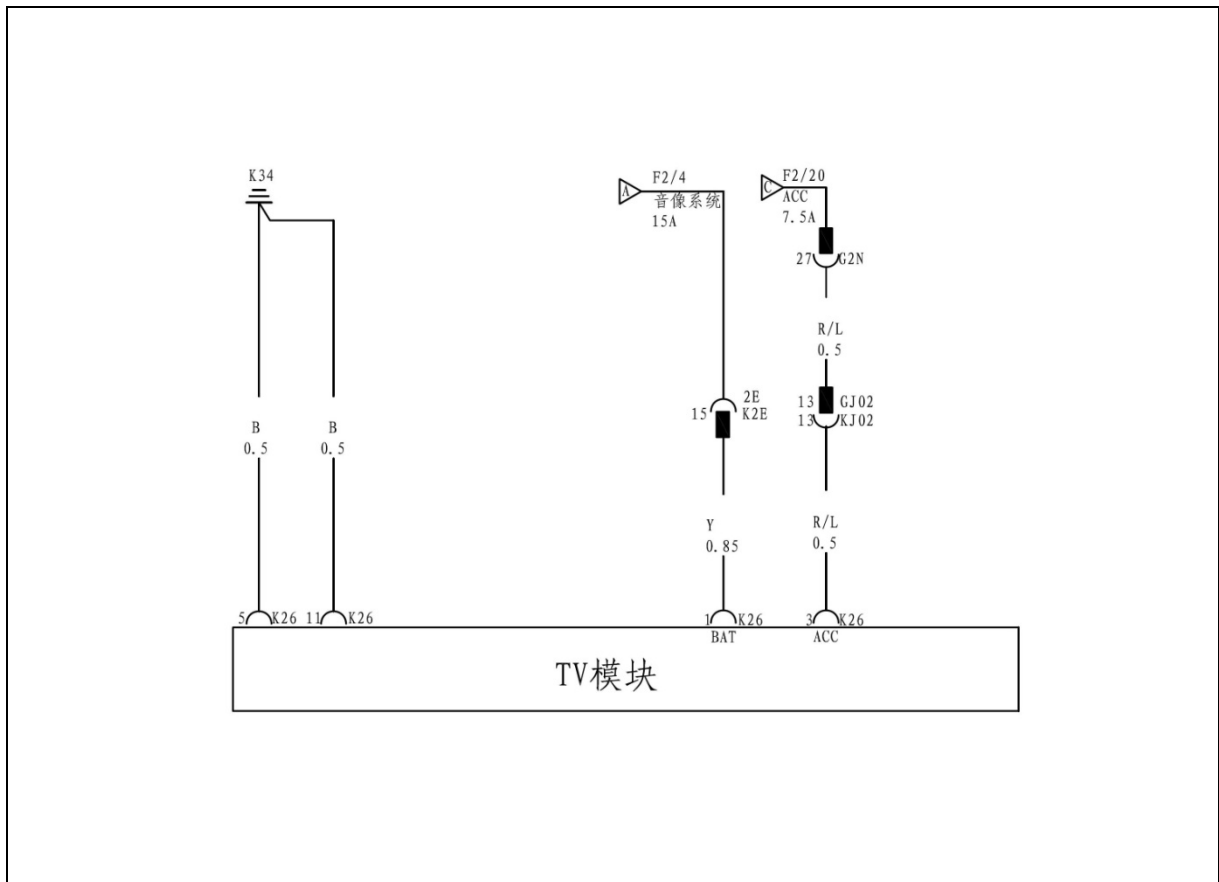 K34
F2/4
音像系统
15A
F2/20
ACC
7.5A
A
C
27 G2N
R/L
0.5
2E
15 K2E
13 GJ02
13 KJ02
B
0.5
B
0.5
Y
0.85
R/L
0.5
5 K26
11 K26
1 K26
BAT
3 K26
ACC
TV模块